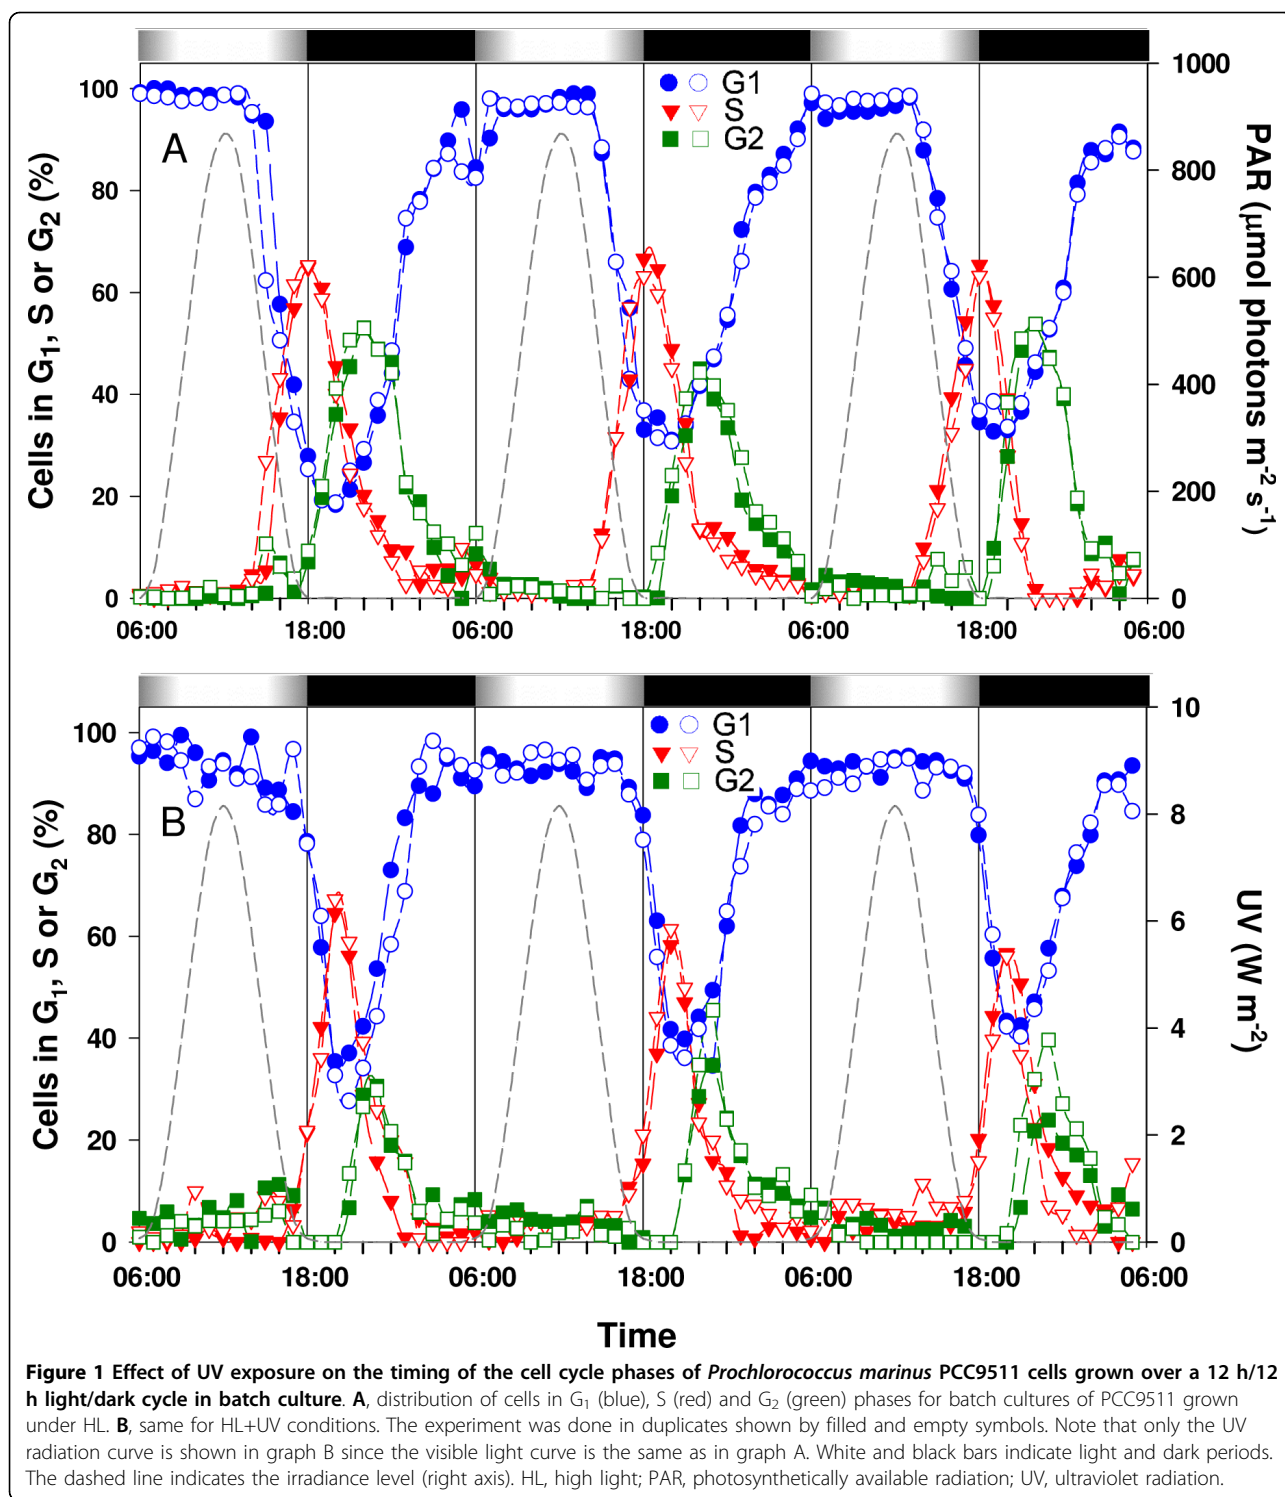 A
G1
S
G2
100
80
60
40
20
0
Cells in G1, S or G2 (%)
1000
800
600
400
200
0
PAR (μmol photons m-2 s-1)
06:00 18:00 06:00 18:00 06:00 18:00 06:00
B
G1
S
G2
100
80
60
40
20
0
Cells in G1, S or G2 (%)
10
8
6
4
2
0
UV (W m-2)
06:00 18:00 06:00 18:00 06:00 18:00 06:00
Time
Figure 1 Effect of UV exposure on the timing of the cell cycle phases of Prochlorococcus marinus PCC9511 cells grown over a 12 h/12
h light/dark cycle in batch culture. A, distribution of cells in G1 (blue), S (red) and G2 (green) phases for batch cultures of PCC9511 grown
under HL. B, same for HL+UV conditions. The experiment was done in duplicates shown by filled and empty symbols. Note that only the UV
radiation curve is shown in graph B since the visible light curve is the same as in graph A. White and black bars indicate light and dark periods.
The dashed line indicates the irradiance level (right axis). HL, high light; PAR, photosynthetically available radiation; UV, ultraviolet radiation.